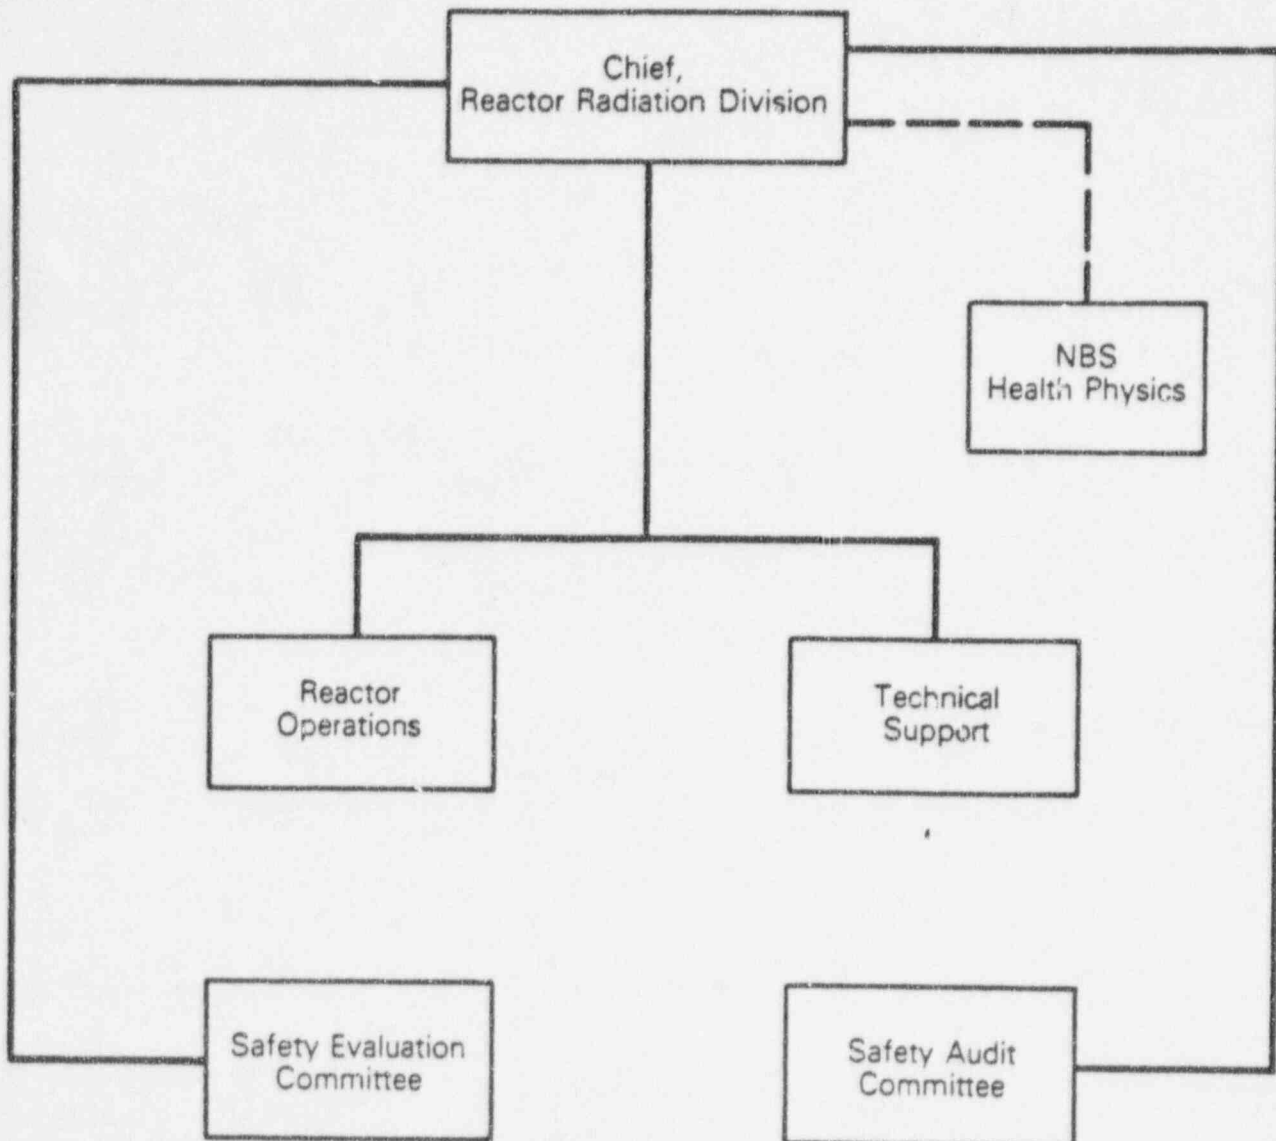 Chief,
Reactor Radiation Division
NBS
Health Physics
Reactor
Operations
Technical
Support
Safety Evaluation
Committee
Safety Audit
Committee